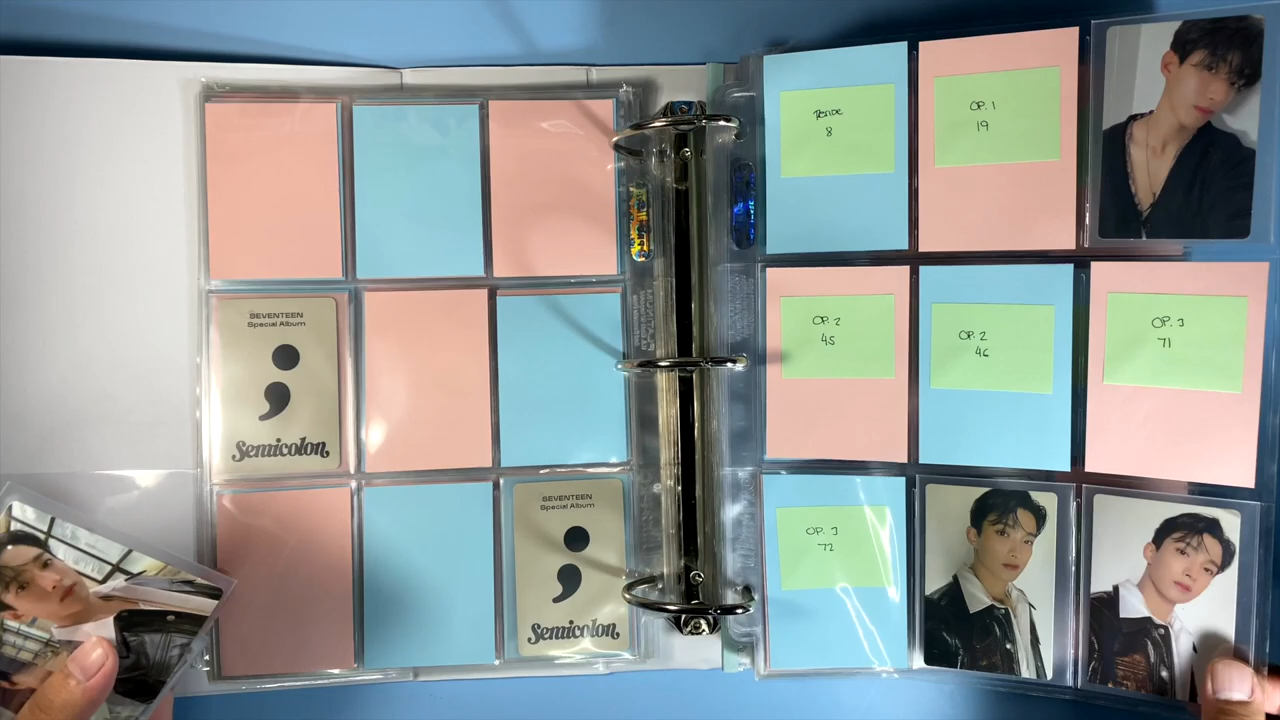 SEVENTEEN
Special Album
;
Semicolon
SEVENTEEN
Special Album
;
Semicolon
8
OP. 1
19
OP. 2
45
OP. 2
46
OP. 3
71
OP. 3
72